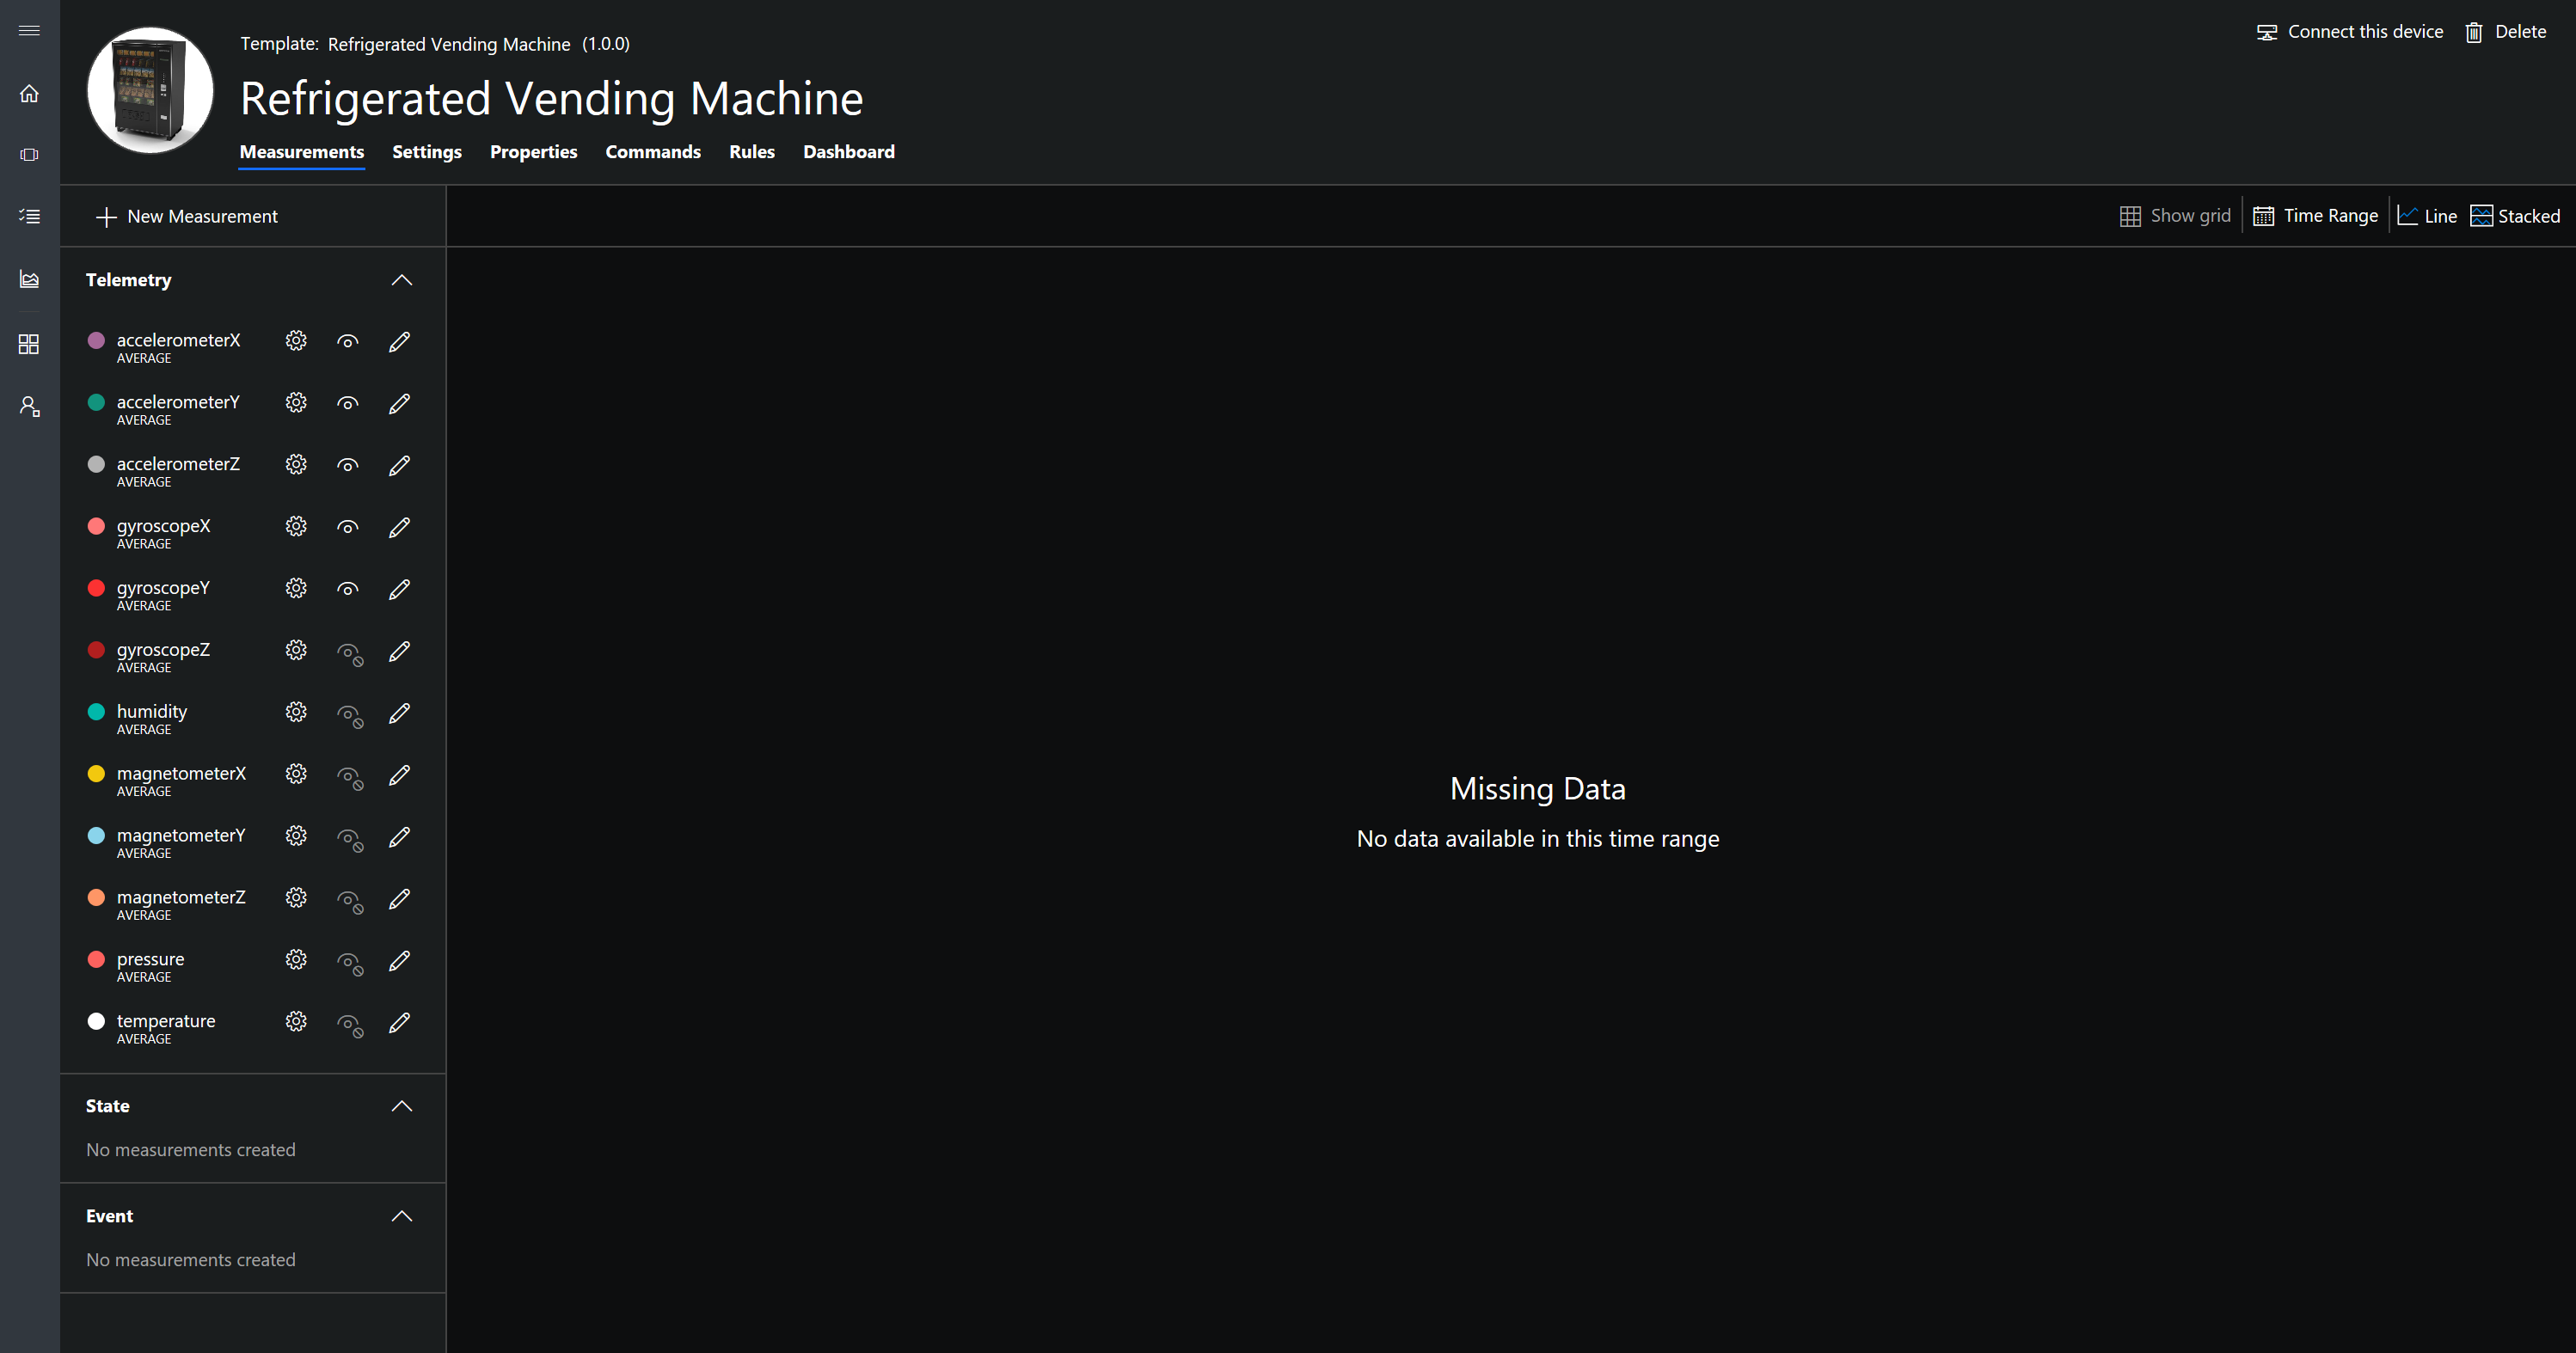 Template: Refrigerated Vending Machine (1.0.0)
Connect this device
Delete
Refrigerated Vending Machine
Measurements Settings Properties Commands Rules Dashboard
New Measurement
Show grid
Time Range
Line
Stacked
Telemetry
accelerometerX
AVERAGE
accelerometerY
AVERAGE
accelerometerZ
AVERAGE
gyroscopeX
AVERAGE
gyroscopeY
AVERAGE
gyroscopeZ
AVERAGE
humidity
AVERAGE
magnetometerX
AVERAGE
magnetometerY
AVERAGE
magnetometerZ
AVERAGE
pressure
AVERAGE
temperature
AVERAGE
State
No measurements created
Event
No measurements created
Missing Data
No data available in this time range